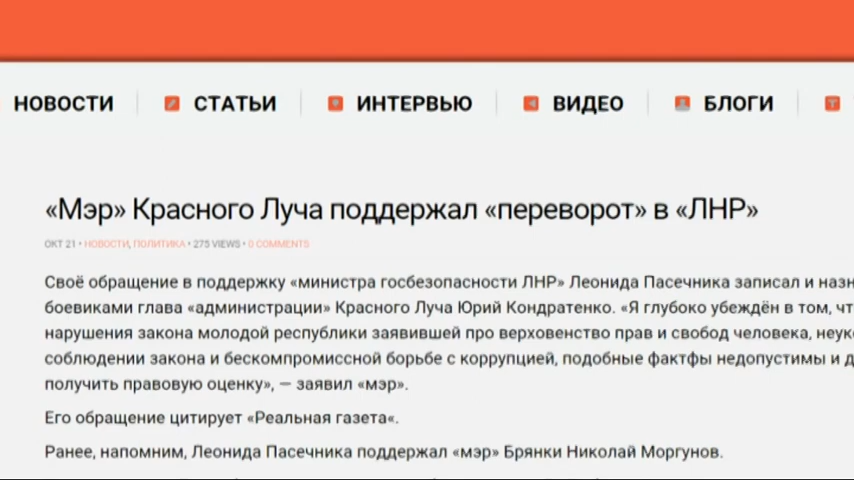 НОВОСТИ СТАТЬИ ИНТЕРВЬЮ ВИДЕО БЛОГИ
«Мэр» Красного Луча поддержал «переворот» в «ЛНР»
ОКТ 21 • НОВОСТИ, ПОЛИТИКА • 275 VIEWS • 0 COMMENTS
Своё обращение в поддержку «министра госбезопасности ЛНР» Леонида Пасечника записал и назн
боевиками глава «администрации» Красного Луча Юрий Кондратенко. «Я глубоко убеждён в том, чт
нарушения закона молодой республики заявившей про верховенство прав и свобод человека, неук
соблюдении закона и бескомпромиссной борьбе с коррупцией, подобные фактфы недопустимы и д
получить правовую оценку», — заявил «мэр».
Его обращение цитирует «Реальная газета«.
Ранее, напомним, Леонида Пасечника поддержал «мэр» Брянки Николай Моргунов.